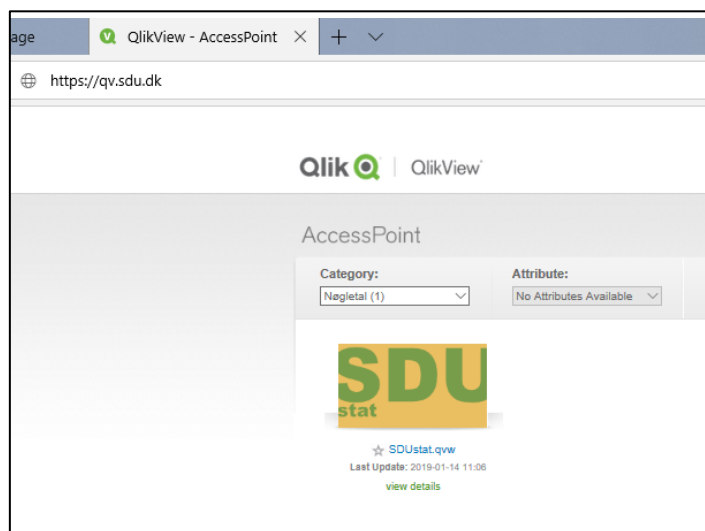 age
QlikView - AccessPoint
https://qv.sdu.dk
Qlik
QlikView
AccessPoint
Category:
Attribute:
Nøgletal (1)
No Attributes Available
SDU
stat
SDUstat.qvw
Last Update: 2019-01-14 11:06
view details